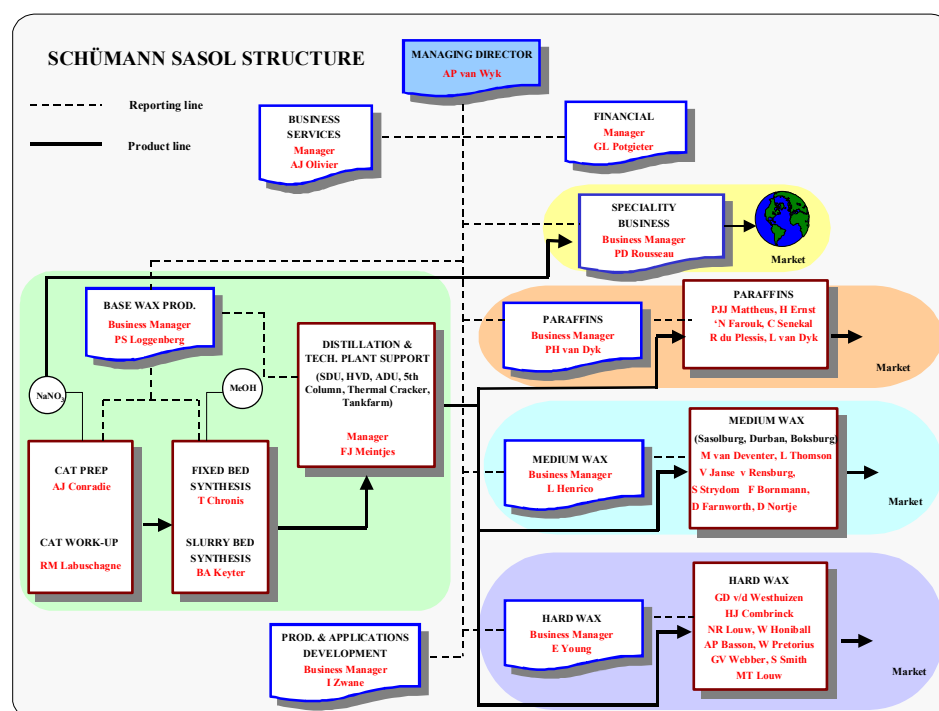 SCHÜMANN SASOL STRUCTURE
Reporting line
Product line
MANAGING DIRECTOR
AP van Wyk
BUSINESS
SERVICES
Manager
AJ Olivier
FINANCIAL
Manager
GL Potgieter
SPECIALITY
BUSINESS
Business Manager
PD Rousseau
Market
BASE WAX PROD.
Business Manager
PS Loggenberg
DISTILLATION &
TECH. PLANT SUPPORT
(SDU, HVD, ADU, 5th
Column, Thermal Cracker,
Tankfarm)
Manager
FJ Meintjes
NaNO3
MeOH
CAT PREP
AJ Conradie
CAT WORK-UP
RM Labuschagne
FIXED BED
SYNTHESIS
T Chronis
SLURRY BED
SYNTHESIS
BA Keyter
PARAFFINS
Business Manager
PH van Dyk
PARAFFINS
PJJ Mattheus, H Ernst
‘N Farouk, C Senekal
R du Plessis, L van Dyk
Market
MEDIUM WAX
Business Manager
L Henrico
MEDIUM WAX
(Sasolburg, Durban, Boksburg)
M van Deventer, L Thomson
V Janse v Rensburg,
S Strydom F Bornmann,
D Farnworth, D Nortje
Market
HARD WAX
Business Manager
E Young
HARD WAX
GD v/d Westhuizen
HJ Combrinck
NR Louw, W Honiball
AP Basson, W Pretorius
GV Webber, S Smith
MT Louw
Market
PROD. & APPLICATIONS
DEVELOPMENT
Business Manager
I Zwane